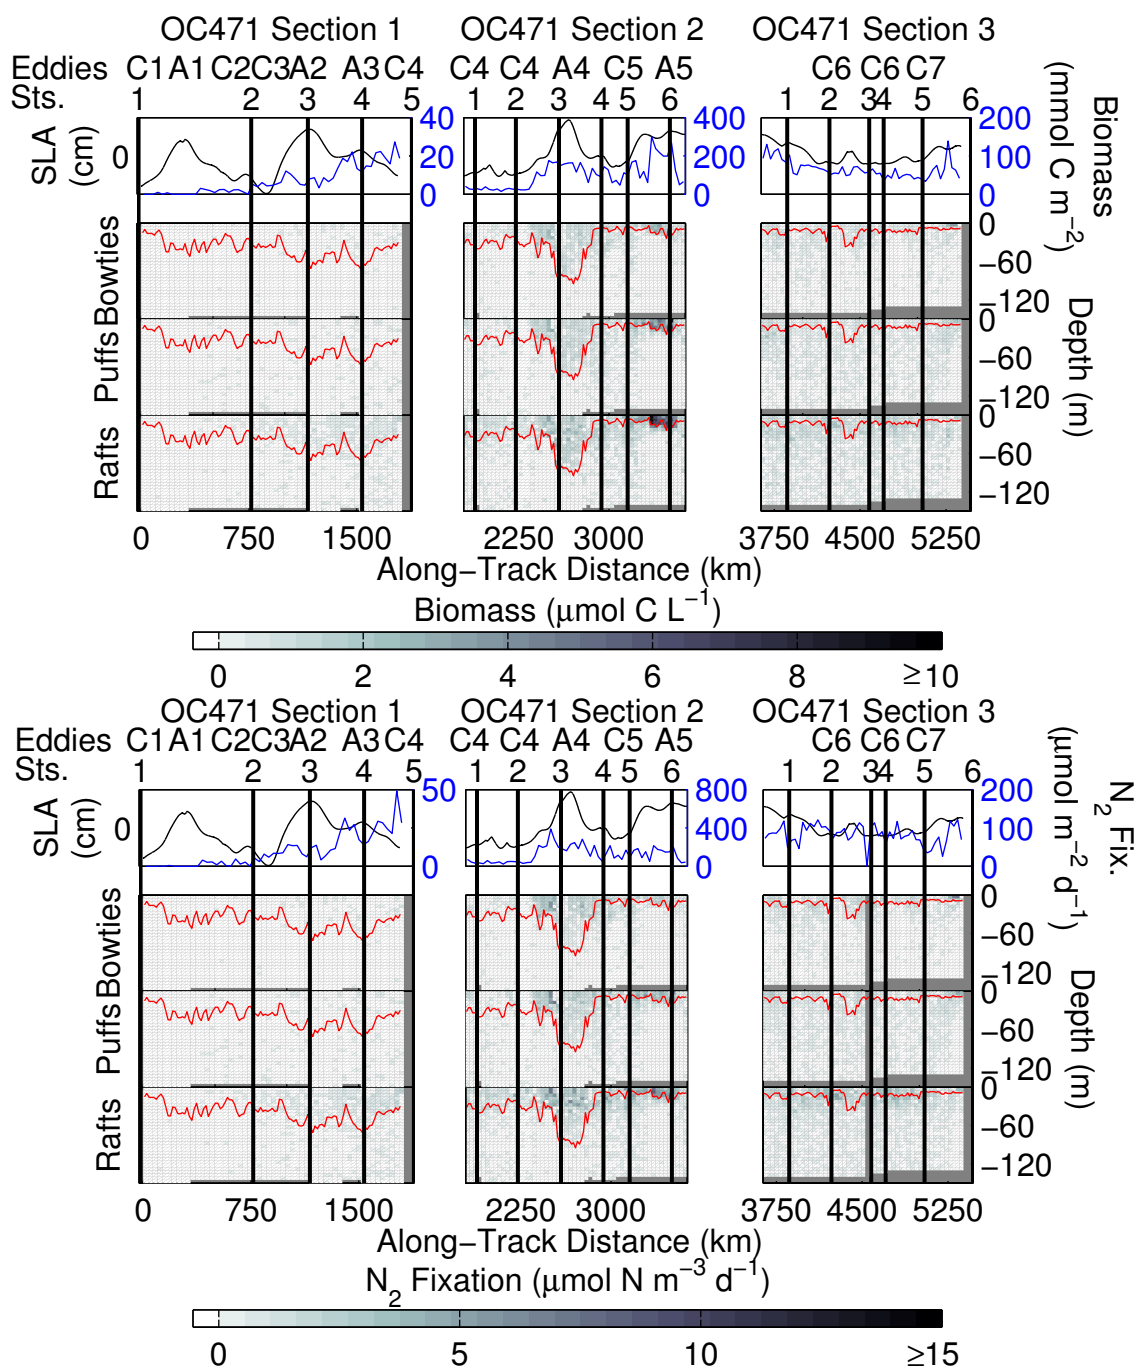 OC471 Section 1 OC471 Section 2 OC471 Section 3
Eddies C1 A1 C2 C3 A2 A3 C4 C4 C4 A4 C5 A5 C6 C6 C7
Sts. 1 2 3 4 5 1 2 3 4 5 6 1 2 3 4 5 6
SLA (cm)
0
40
20
0
400
200
0
200
100
0
Biomass (mmol C m−2)
Bowties
Puffs
Rafts
0
−60
−120
0
−60
−120
0
−60
−120
Depth (m)
0 750 1500 2250 3000 3750 4500 5250
Along−Track Distance (km)
Biomass (μmol C L−1)
0 2 4 6 8 ≥10
OC471 Section 1 OC471 Section 2 OC471 Section 3
Eddies C1 A1 C2 C3 A2 A3 C4 C4 C4 A4 C5 A5 C6 C6 C7
Sts. 1 2 3 4 5 1 2 3 4 5 6 1 2 3 4 5 6
SLA (cm)
0
50
0
800
400
0
200
100
0
N2 Fix. (μmol m−2 d−1)
Bowties
Puffs
Rafts
0
−60
−120
0
−60
−120
0
−60
−120
Depth (m)
0 750 1500 2250 3000 3750 4500 5250
Along−Track Distance (km)
N2 Fixation (μmol N m−3 d−1)
0 5 10 ≥15